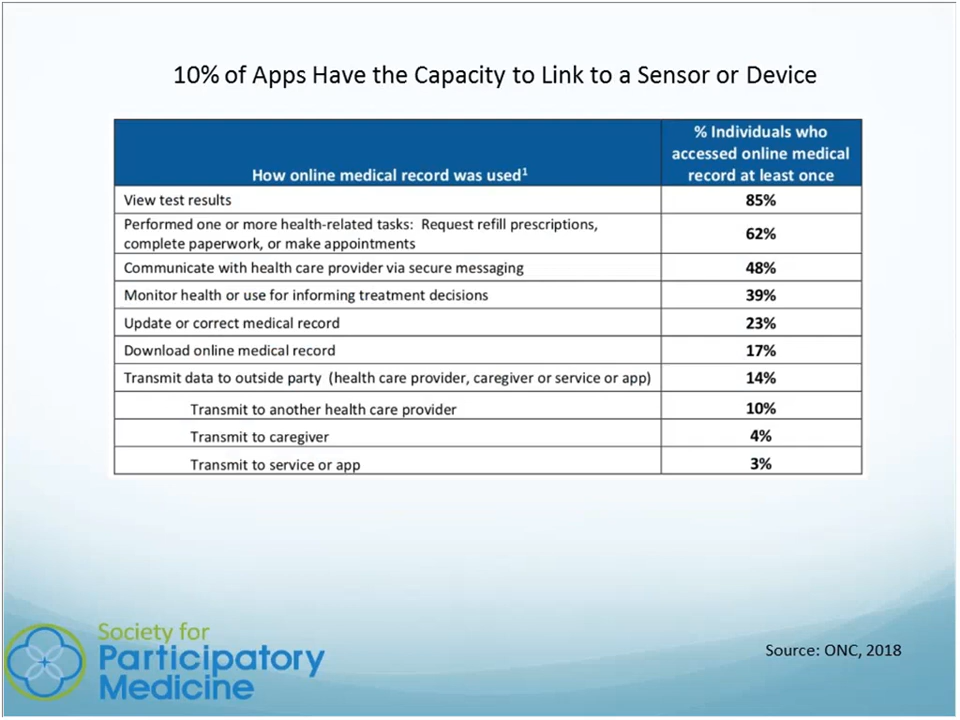 10% of Apps Have the Capacity to Link to a Sensor or Device
How online medical record was used1
% Individuals who
accessed online medical
record at least once
View test results
85%
Performed one or more health-related tasks: Request refill prescriptions,
complete paperwork, or make appointments
62%
Communicate with health care provider via secure messaging
48%
Monitor health or use for informing treatment decisions
39%
Update or correct medical record
23%
Download online medical record
17%
Transmit data to outside party (health care provider, caregiver or service or app)
14%
Transmit to another health care provider
10%
Transmit to caregiver
4%
Transmit to service or app
3%
Society for
Participatory
Medicine
Source: ONC, 2018